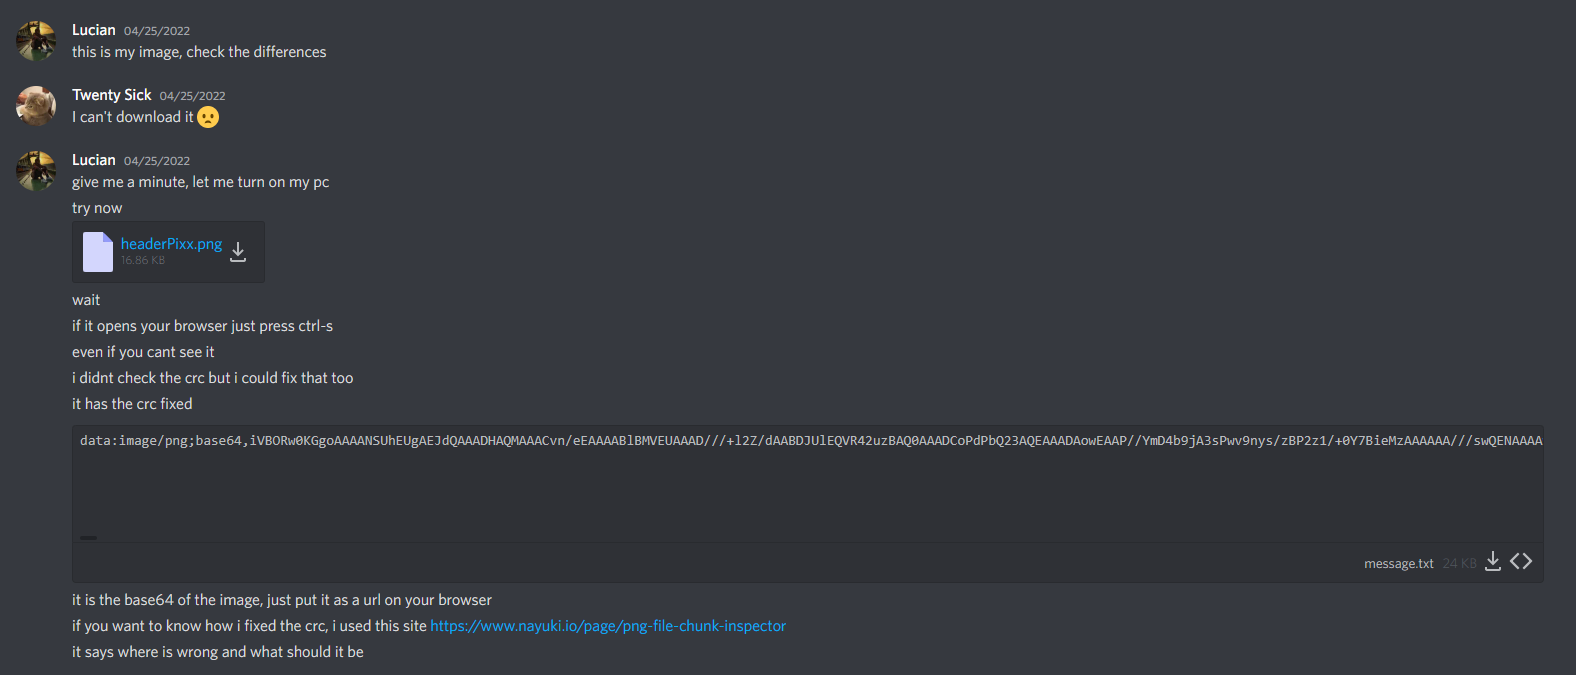 Lucian 04/25/2022
this is my image, check the differences
Twenty Sick 04/25/2022
I can't download it
Lucian 04/25/2022
give me a minute, let me turn on my pc
try now
headerPixx.png
16.86 KB
wait
if it opens your browser just press ctrl-s
even if you cant see it
i didnt check the crc but i could fix that too
it has the crc fixed
data:image/png;base64,iVBORw0KGgoAAAANSUhEUgAEJdQAAADHAQMAAACvn/eEAAAABlBMVEUAAAD///+l2Z/dAABDJUlEQVR42uzBAQ0AAADCoPdPbQ23AQEAAADAowEAAP//YmD4b9jA3sPwv9nys/zBP2z1/+0Y7BieMzAAAAAA///swQENAAAA
message.txt 24 KB
it is the base64 of the image, just put it as a url on your browser
if you want to know how i fixed the crc, i used this site https://www.nayuki.io/page/png-file-chunk-inspector
it says where is wrong and what should it be